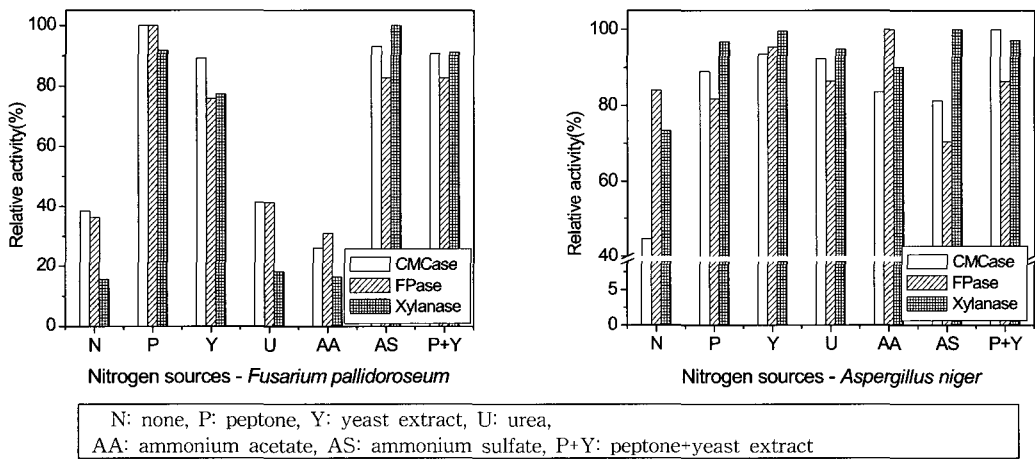 Relative activity(%)
100
80
60
40
20
0
N P Y U AA AS P+Y
CMCase
FPase
Xylanase
Nitrogen sources - Fusarium pallidoroseum
Relative activity(%)
100
80
60
40
5
0
N P Y U AA AS P+Y
CMCase
FPase
Xylanase
Nitrogen sources - Aspergillus niger
N: none, P: peptone, Y: yeast extract, U: urea,
AA: ammonium acetate, AS: ammonium sulfate, P+Y: peptone+yeast extract